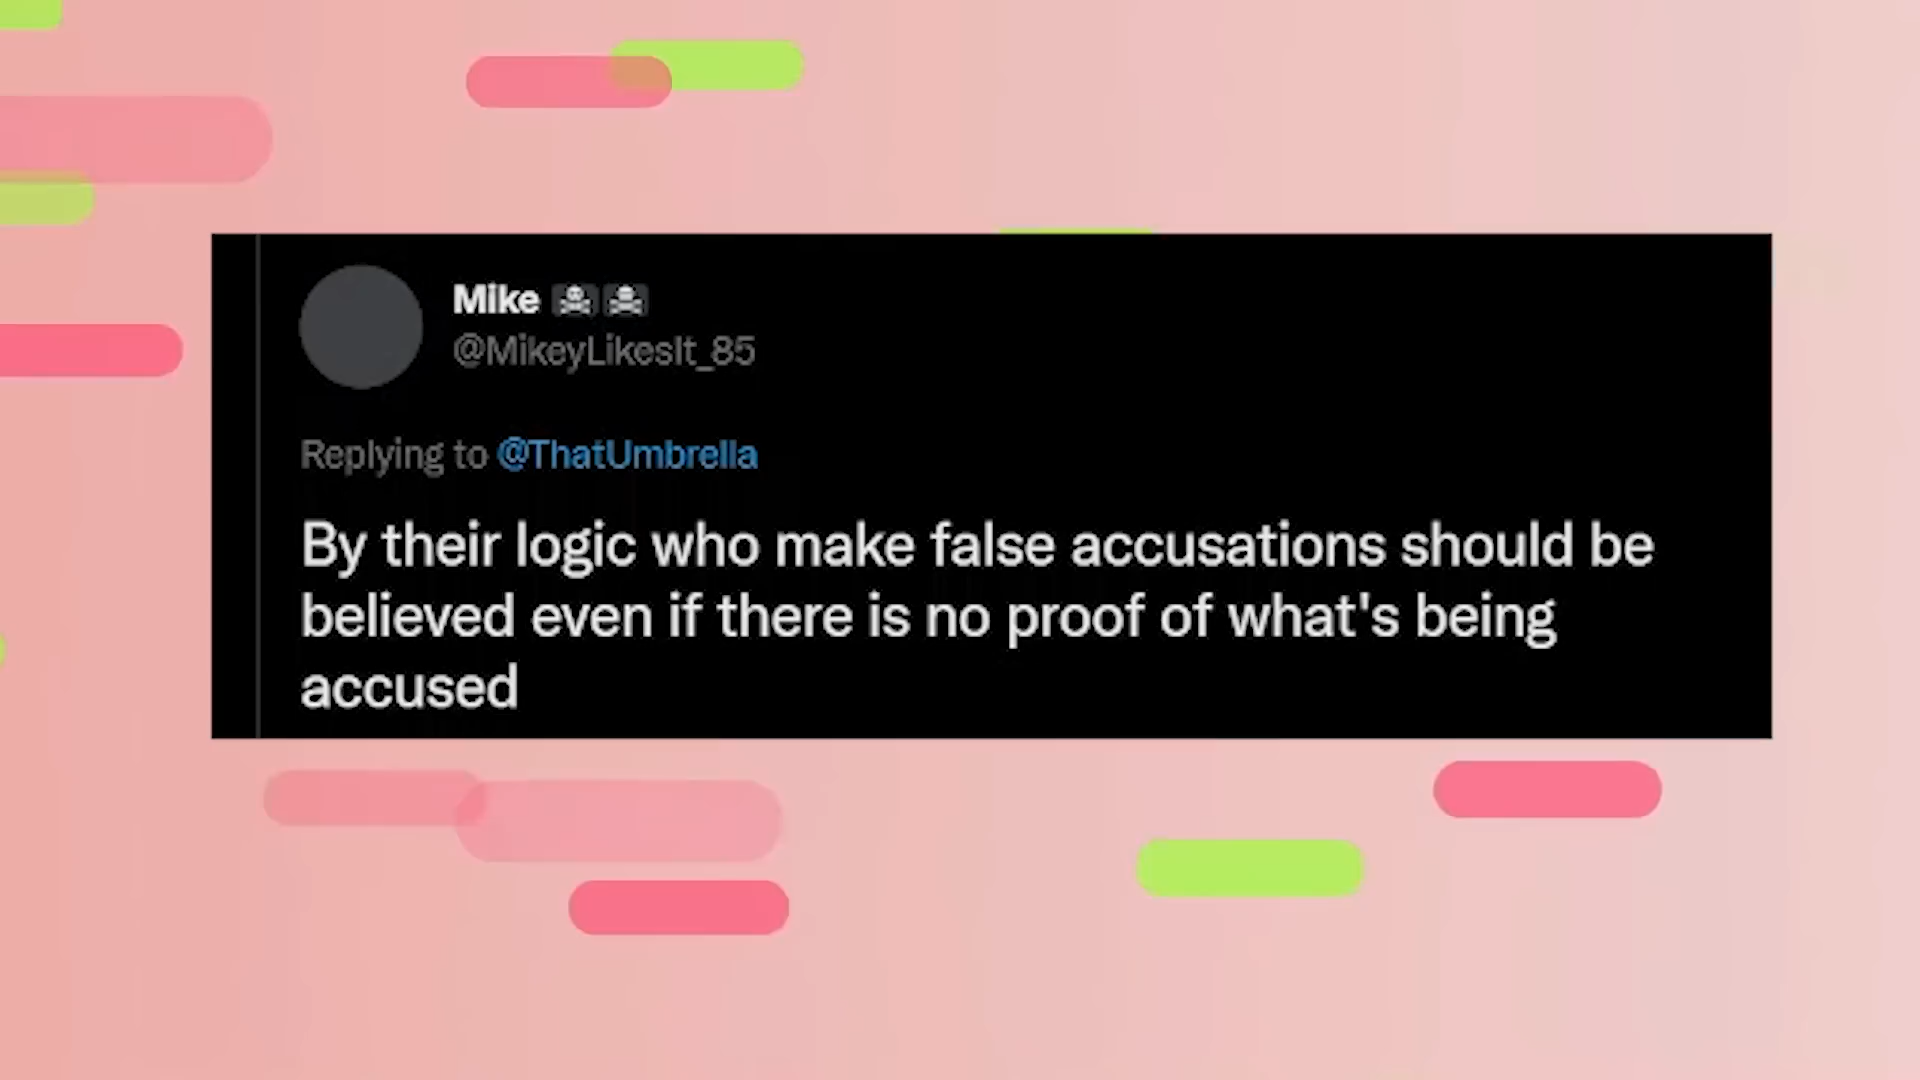 Mike ☠️☠️
@MikeyLikesIt_85
Replying to @ThatUmbrella
By their logic who make false accusations should be
believed even if there is no proof of what's being
accused